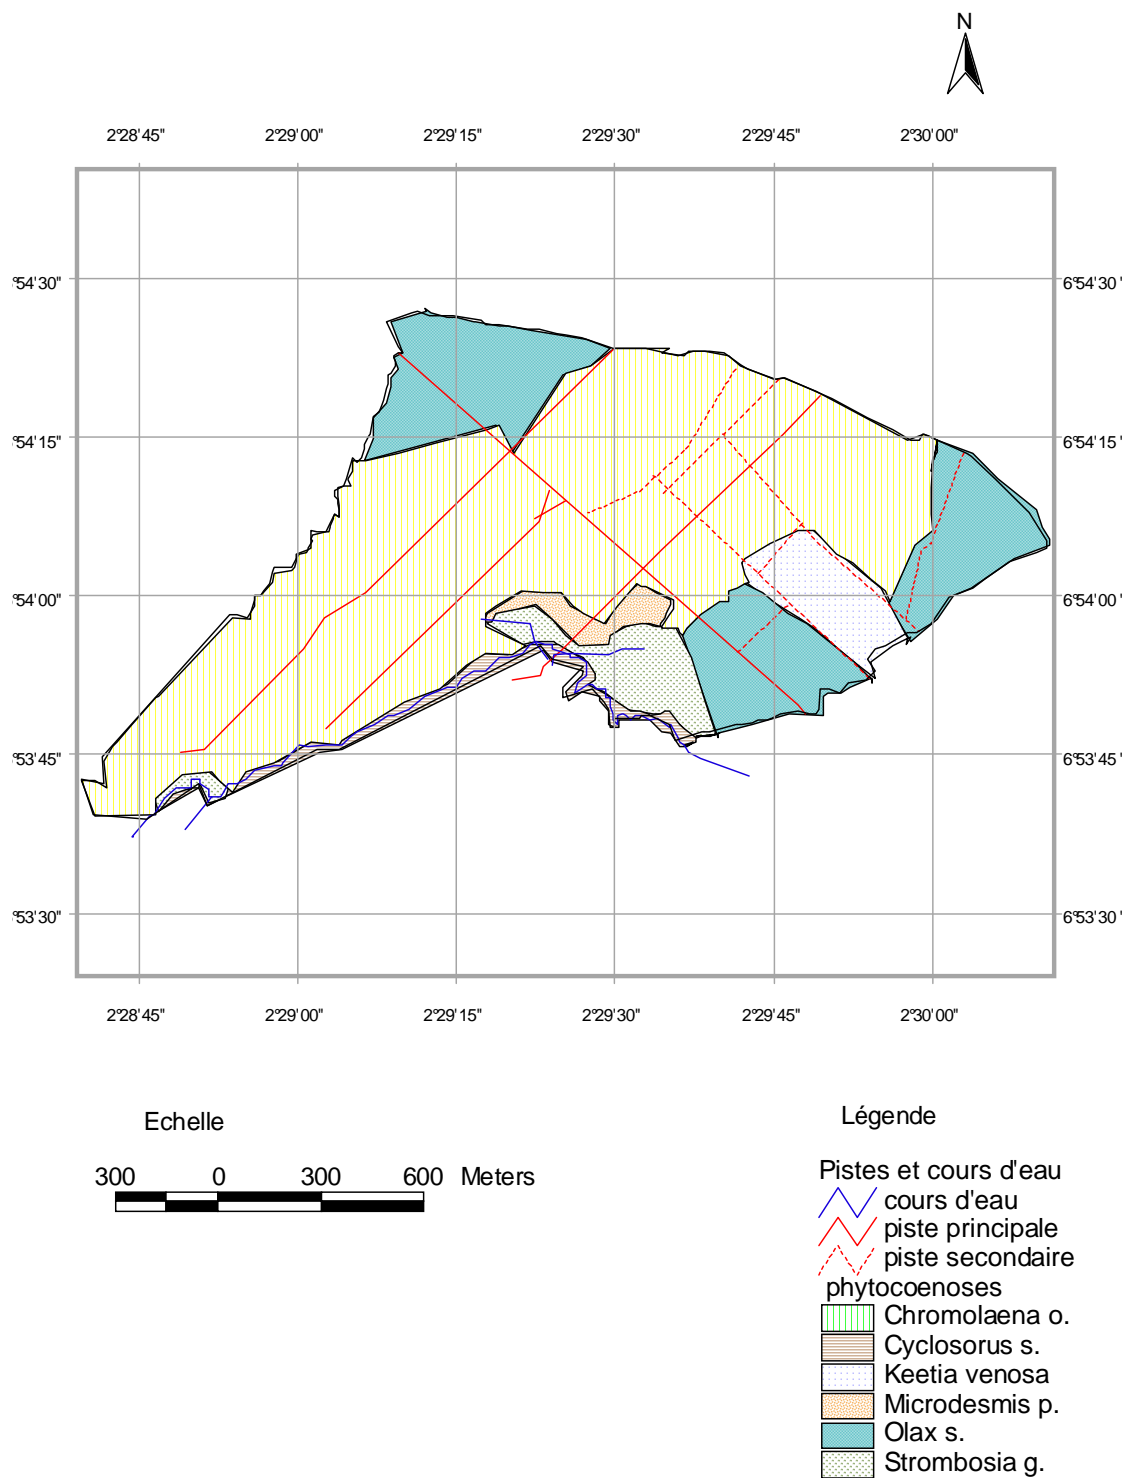 N
2°28'45" 2°29'00" 2°29'15" 2°29'30" 2°29'45" 2°30'00"
°54'30" 6°54'30"
°54'15" 6°54'15"
°54'00" 6°54'00"
°53'45" 6°53'45"
°53'30" 6°53'30"
2°28'45" 2°29'00" 2°29'15" 2°29'30" 2°29'45" 2°30'00"
Echelle
300 0 300 600 Meters
Légende
Pistes et cours d'eau
cours d'eau
piste principale
piste secondaire
phytocoenoses
Chromolaena o.
Cyclosorus s.
Keetia venosa
Microdesmis p.
Olax s.
Strombosia g.